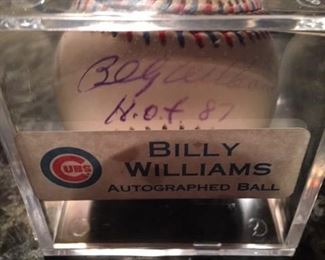 Billy Williams
H.O.F. 87
CUBS
BILLY
WILLIAMS
AUTOGRAPHED BALL